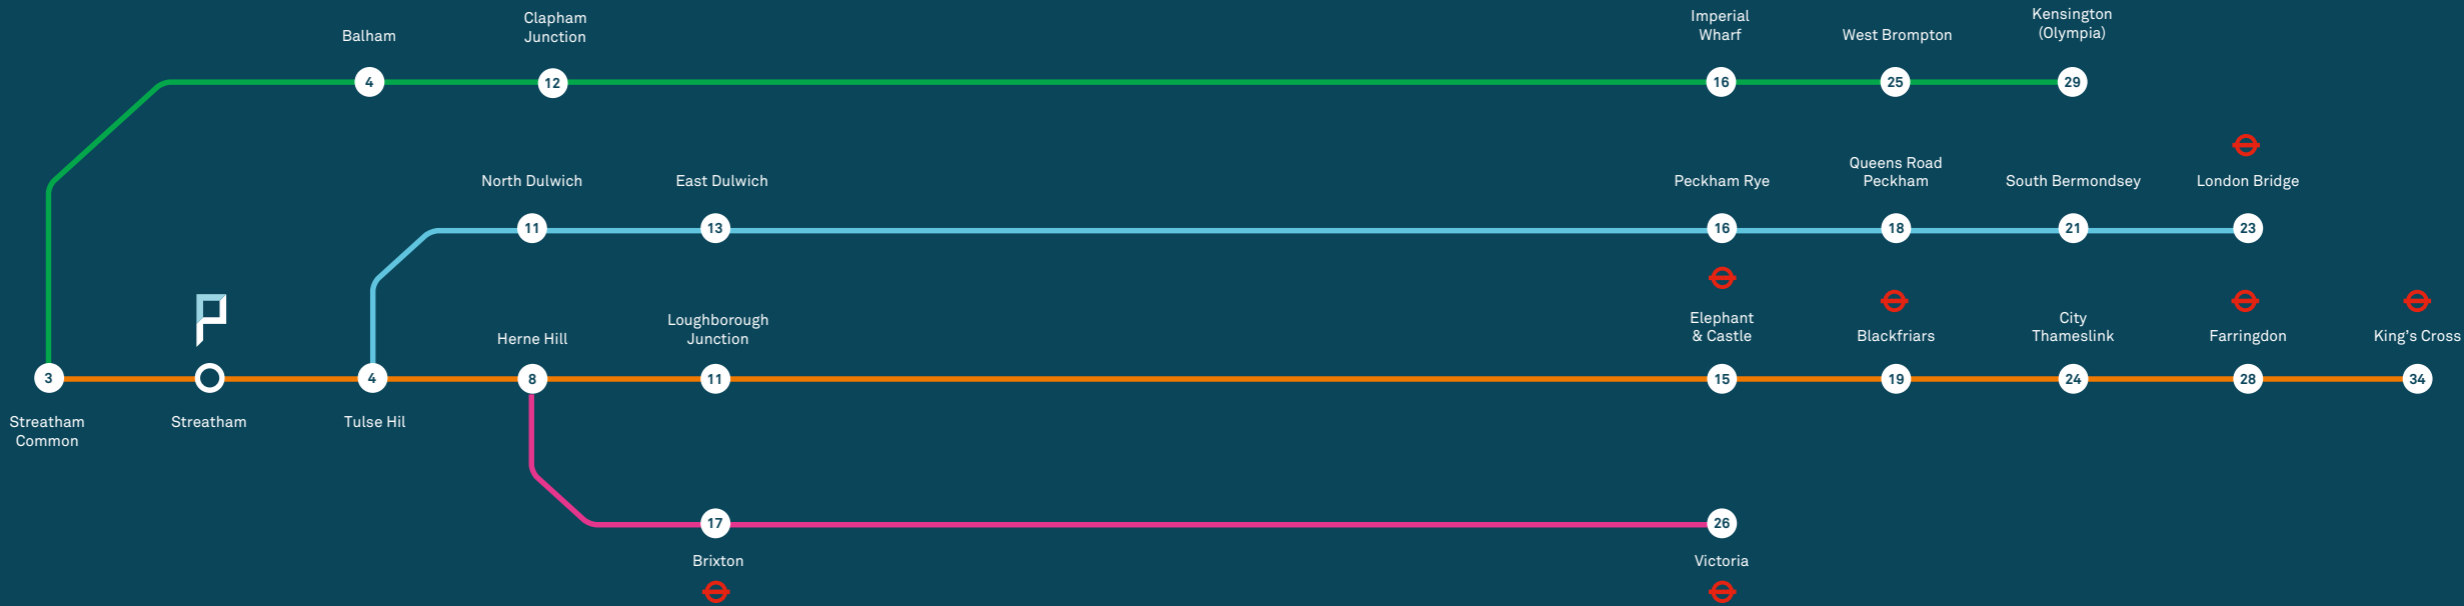 Balham
Clapham
Junction
Imperial
Wharf
West Brompton
Kensington
(Olympia)
4
12
16
25
29
North Dulwich
East Dulwich
Peckham Rye
Queens Road
Peckham
South Bermondsey
London Bridge
11
13
16
18
21
23
P
Herne Hill
Loughborough
Junction
Elephant
& Castle
Blackfriars
City
Thameslink
Farringdon
King's Cross
3
4
8
11
15
19
24
28
34
Streatham
Common
Streatham
Tulse Hil
17
26
Brixton
Victoria